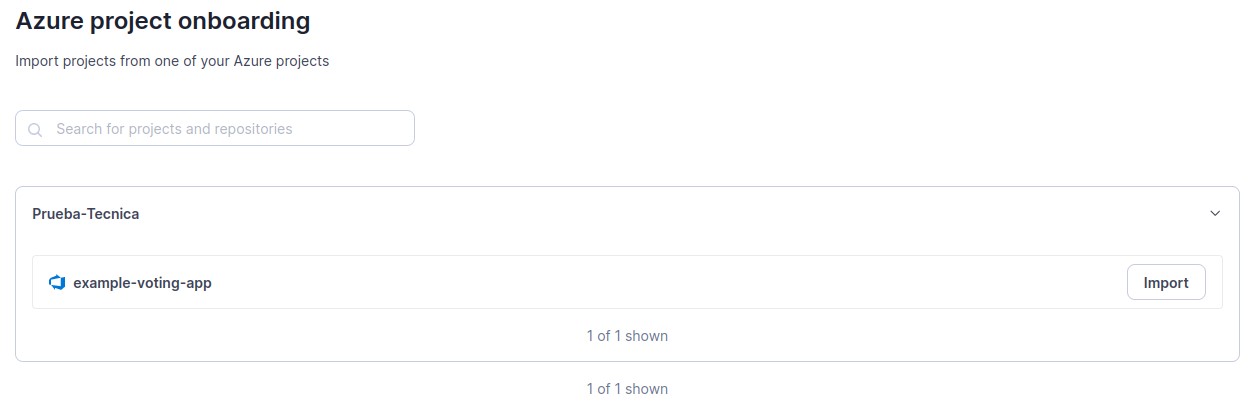 Azure project onboarding
Import projects from one of your Azure projects
Search for projects and repositories
Prueba-Tecnica
example-voting-app
Import
1 of 1 shown
1 of 1 shown